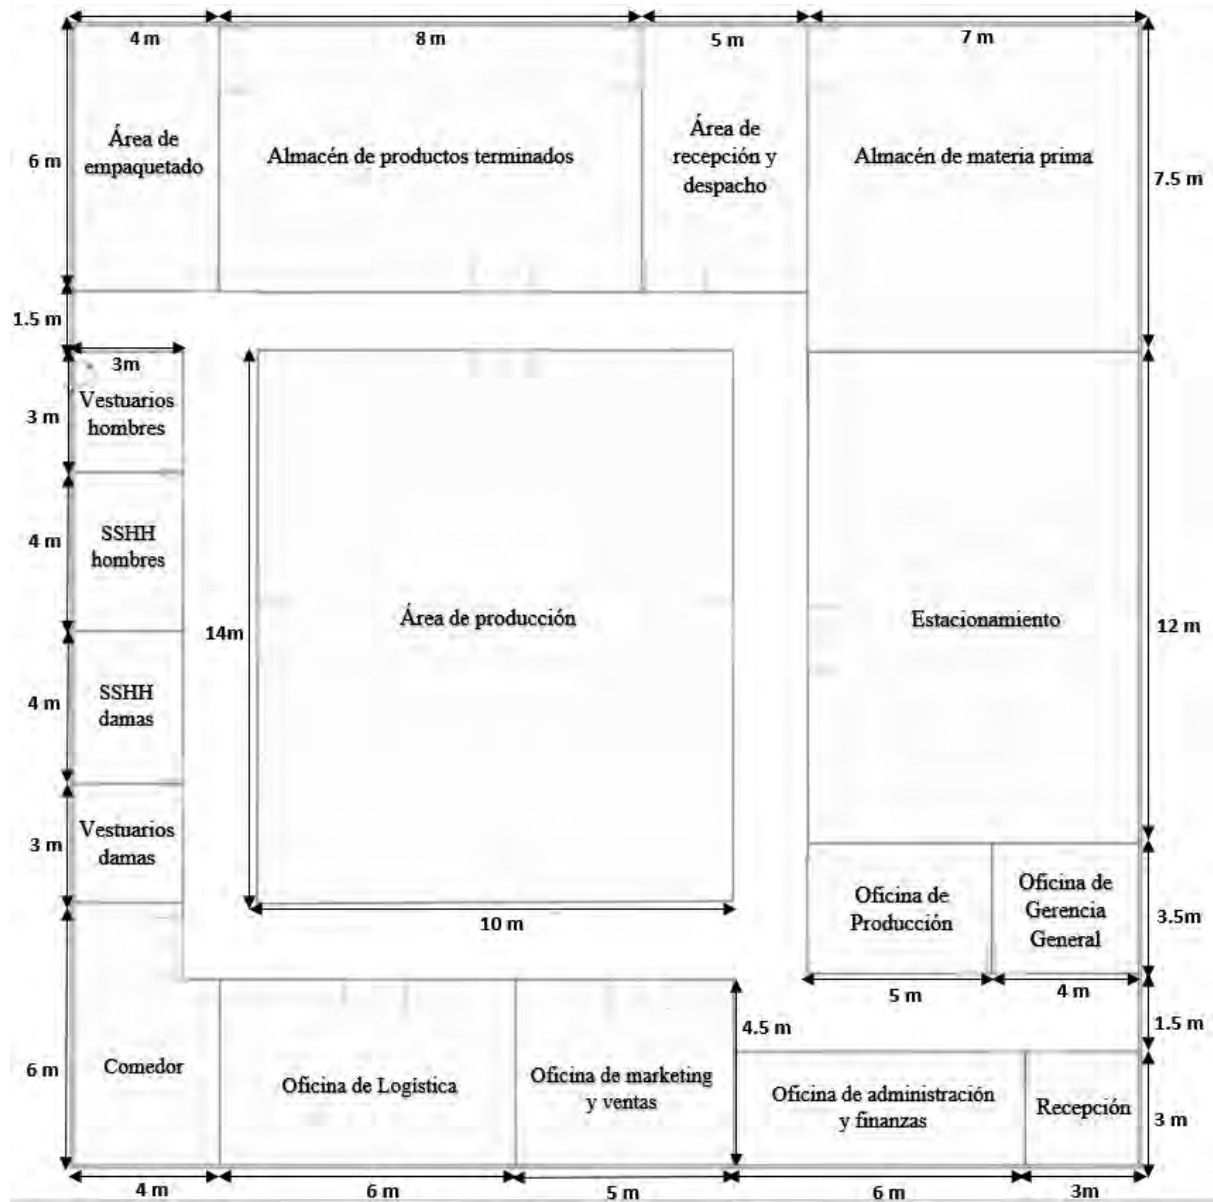 4 m
8 m
5 m
7 m
6 m
Área de
empaquetado
Almacén de productos terminados
Área de
recepción y
despacho
Almacén de materia prima
7.5 m
1.5 m
3m
Vestuarios
hombres
3 m
SSHH
hombres
4 m
14m
Área de producción
Estacionamiento
12 m
SSHH
damas
4 m
Vestuarios
damas
3 m
10 m
Oficina de
Producción
Oficina de
Gerencia
General
3.5m
5 m
4 m
1.5 m
4.5 m
6 m
Comedor
Oficina de Logística
Oficina de marketing
y ventas
Oficina de administración
y finanzas
Recepción
3 m
4 m
6 m
5 m
6 m
3m